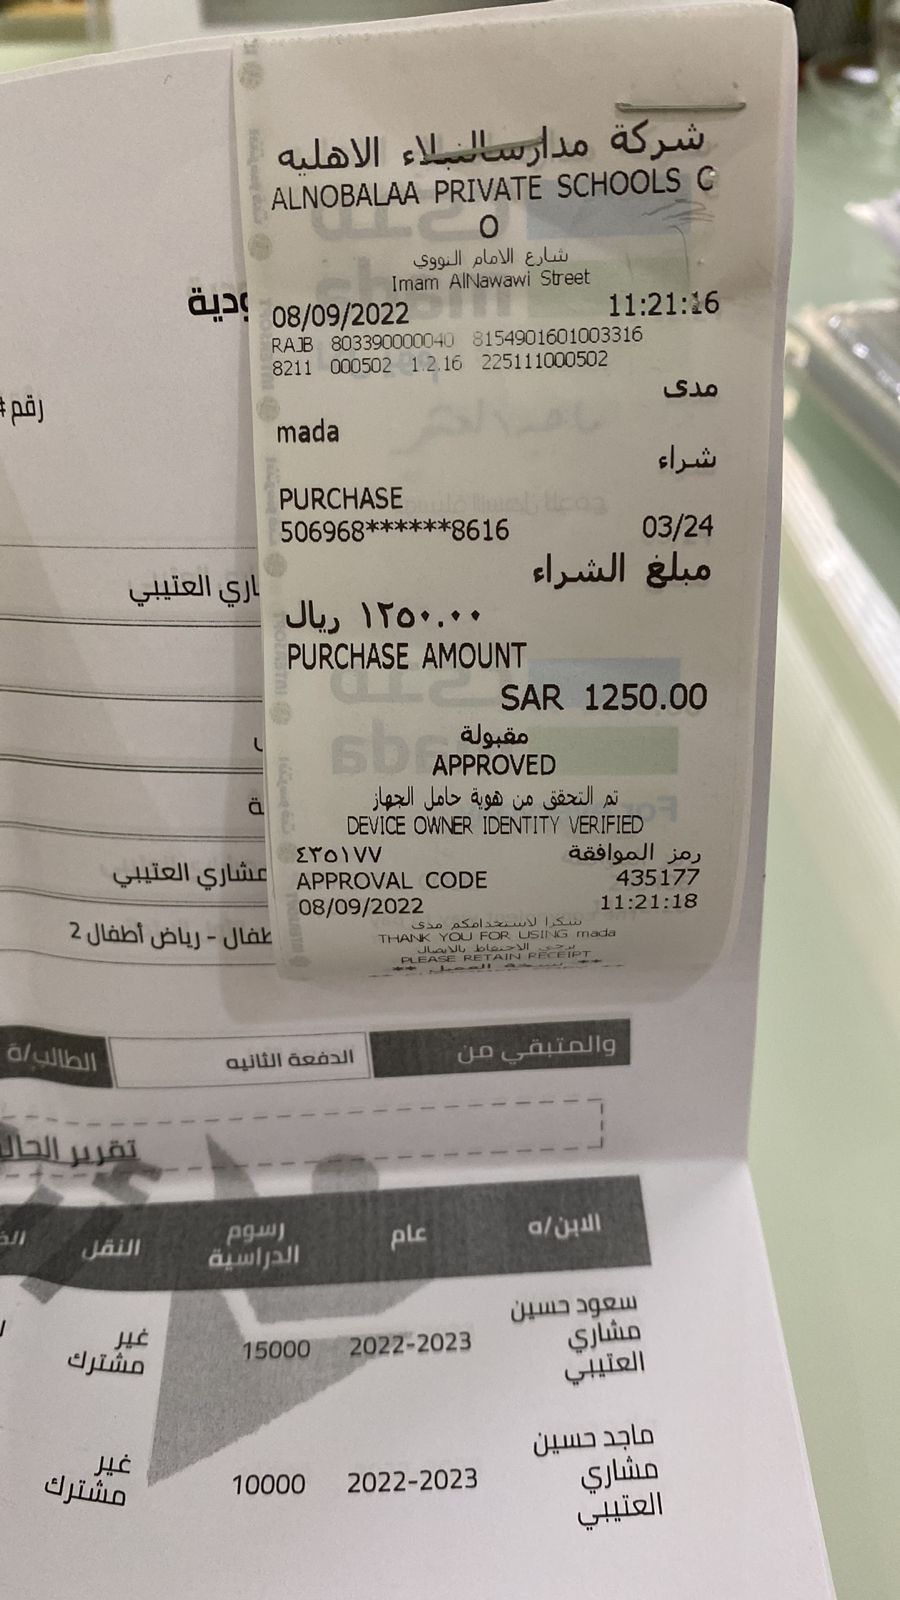 شركة مدارس النبلاء الاهليه
ALNOBALAA PRIVATE SCHOOLS C
O
شارع الامام النووي
Imam AlNawawi Street
08/09/2022 11:21:16
RAJB 803390000040 8154901601003316
8211 000502 1.2.16 225111000502
مدى
mada
شراء
PURCHASE
506968******8616 03/24
مبلغ الشراء
١٢٥٠.٠٠ ريال
PURCHASE AMOUNT
SAR 1250.00
مقبولة
APPROVED
تم التحقق من هوية حامل الجهاز
DEVICE OWNER IDENTITY VERIFIED
رمز الموافقة ٤٣٥١٧٧
APPROVAL CODE 435177
08/09/2022 11:21:18
شكرا لاستخدامكم مدى
THANK YOU FOR USING mada
يرجى الاحتفاظ بالايصال
PLEASE RETAIN RECEIPT
** نسخة العميل **
رقم #
العتيبي
مشاري العتيبي
رياض أطفال 2
والمتبقي من الدفعة الثانيه الطالب/ة
تقرير
الابن/ه عام رسوم الدراسية النقل
سعود حسين مشاري العتيبي 2022-2023 15000 غير مشترك
ماجد حسين مشاري العتيبي 2022-2023 10000 غير مشترك